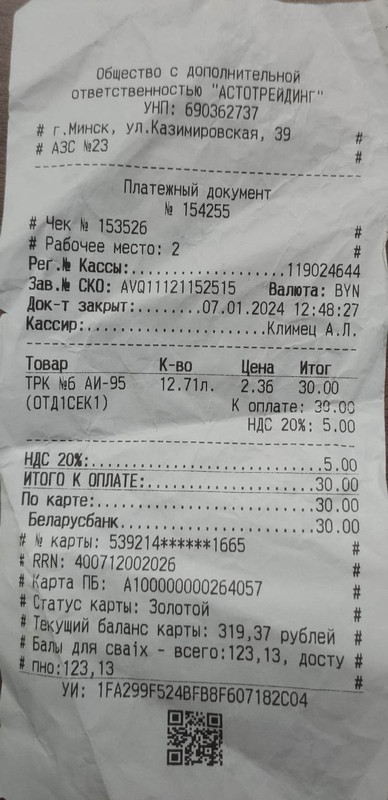 Общество с дополнительной
ответственностью "АСТОТРЕЙДИНГ"
УНП: 690362737
# г.Минск, ул.Казимировская, 39 #
# АЗС №23 #
Платежный документ
№ 154255
# Чек № 153526 #
# Рабочее место: 2 #
Рег.№ Кассы:...................119024644
Зав.№ СКО: AVQ11121152515 Валюта: BYN
Док-т закрыт:.......07.01.2024 12:48:27
Кассир:.....................Климец А.Л.
Товар К-во Цена Итог
ТРК №6 АИ-95 12.71л. 2.36 30.00
(ОТД1СЕК1) К оплате: 30.00
НДС 20%: 5.00
НДС 20%:...........................5.00
ИТОГО К ОПЛАТЕ:...................30.00
По карте:.........................30.00
Беларусбанк.......................30.00
# № карты: 539214******1665 #
# RRN: 400712002026 #
# Карта ПБ: A100000000264057 #
# Статус карты: Золотой #
# Текущий баланс карты: 319,37 рублей #
# Балы для сваіх - всего:123,13, досту #
# пно:123,13 #
УИ: 1FA299F524BFB8F607182C04